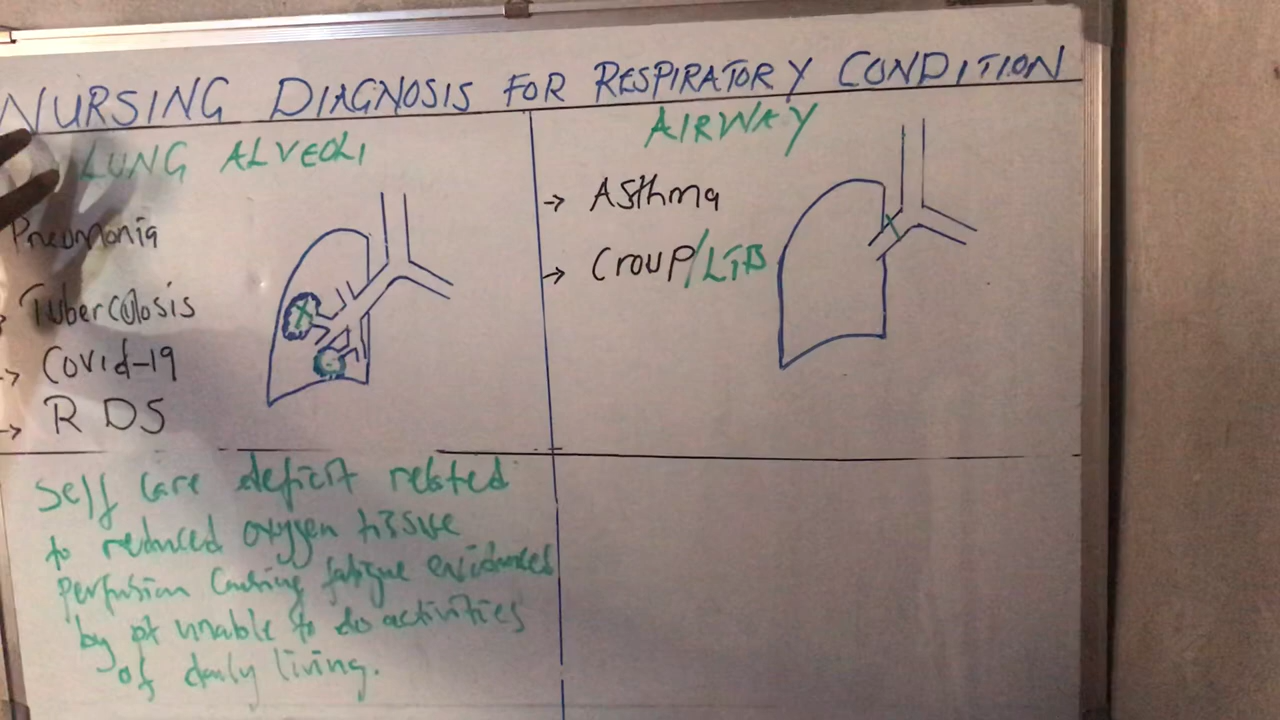 NURSING DIAGNOSIS FOR RESPIRATORY CONDITION
LUNG ALVEOLI
Pneumonia
Tuberculosis
→ Covid-19
→ RDS
AIRWAY
→ Asthma
→ Croup/LTB
Self care deficit related
to reduced oxygen tissue
perfusion causing fatigue evidenced
by pt unable to do activities
of daily living.